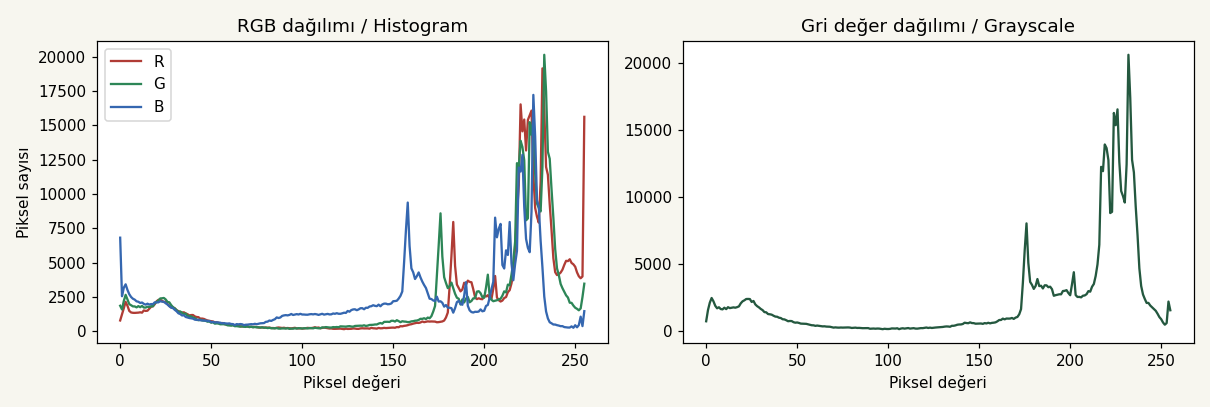 RGB dağılımı / Histogram
Piksel sayısı
20000
17500
15000
12500
10000
7500
5000
2500
0
R
G
B
0 50 100 150 200 250
Piksel değeri
Gri değer dağılımı / Grayscale
20000
15000
10000
5000
0
0 50 100 150 200 250
Piksel değeri